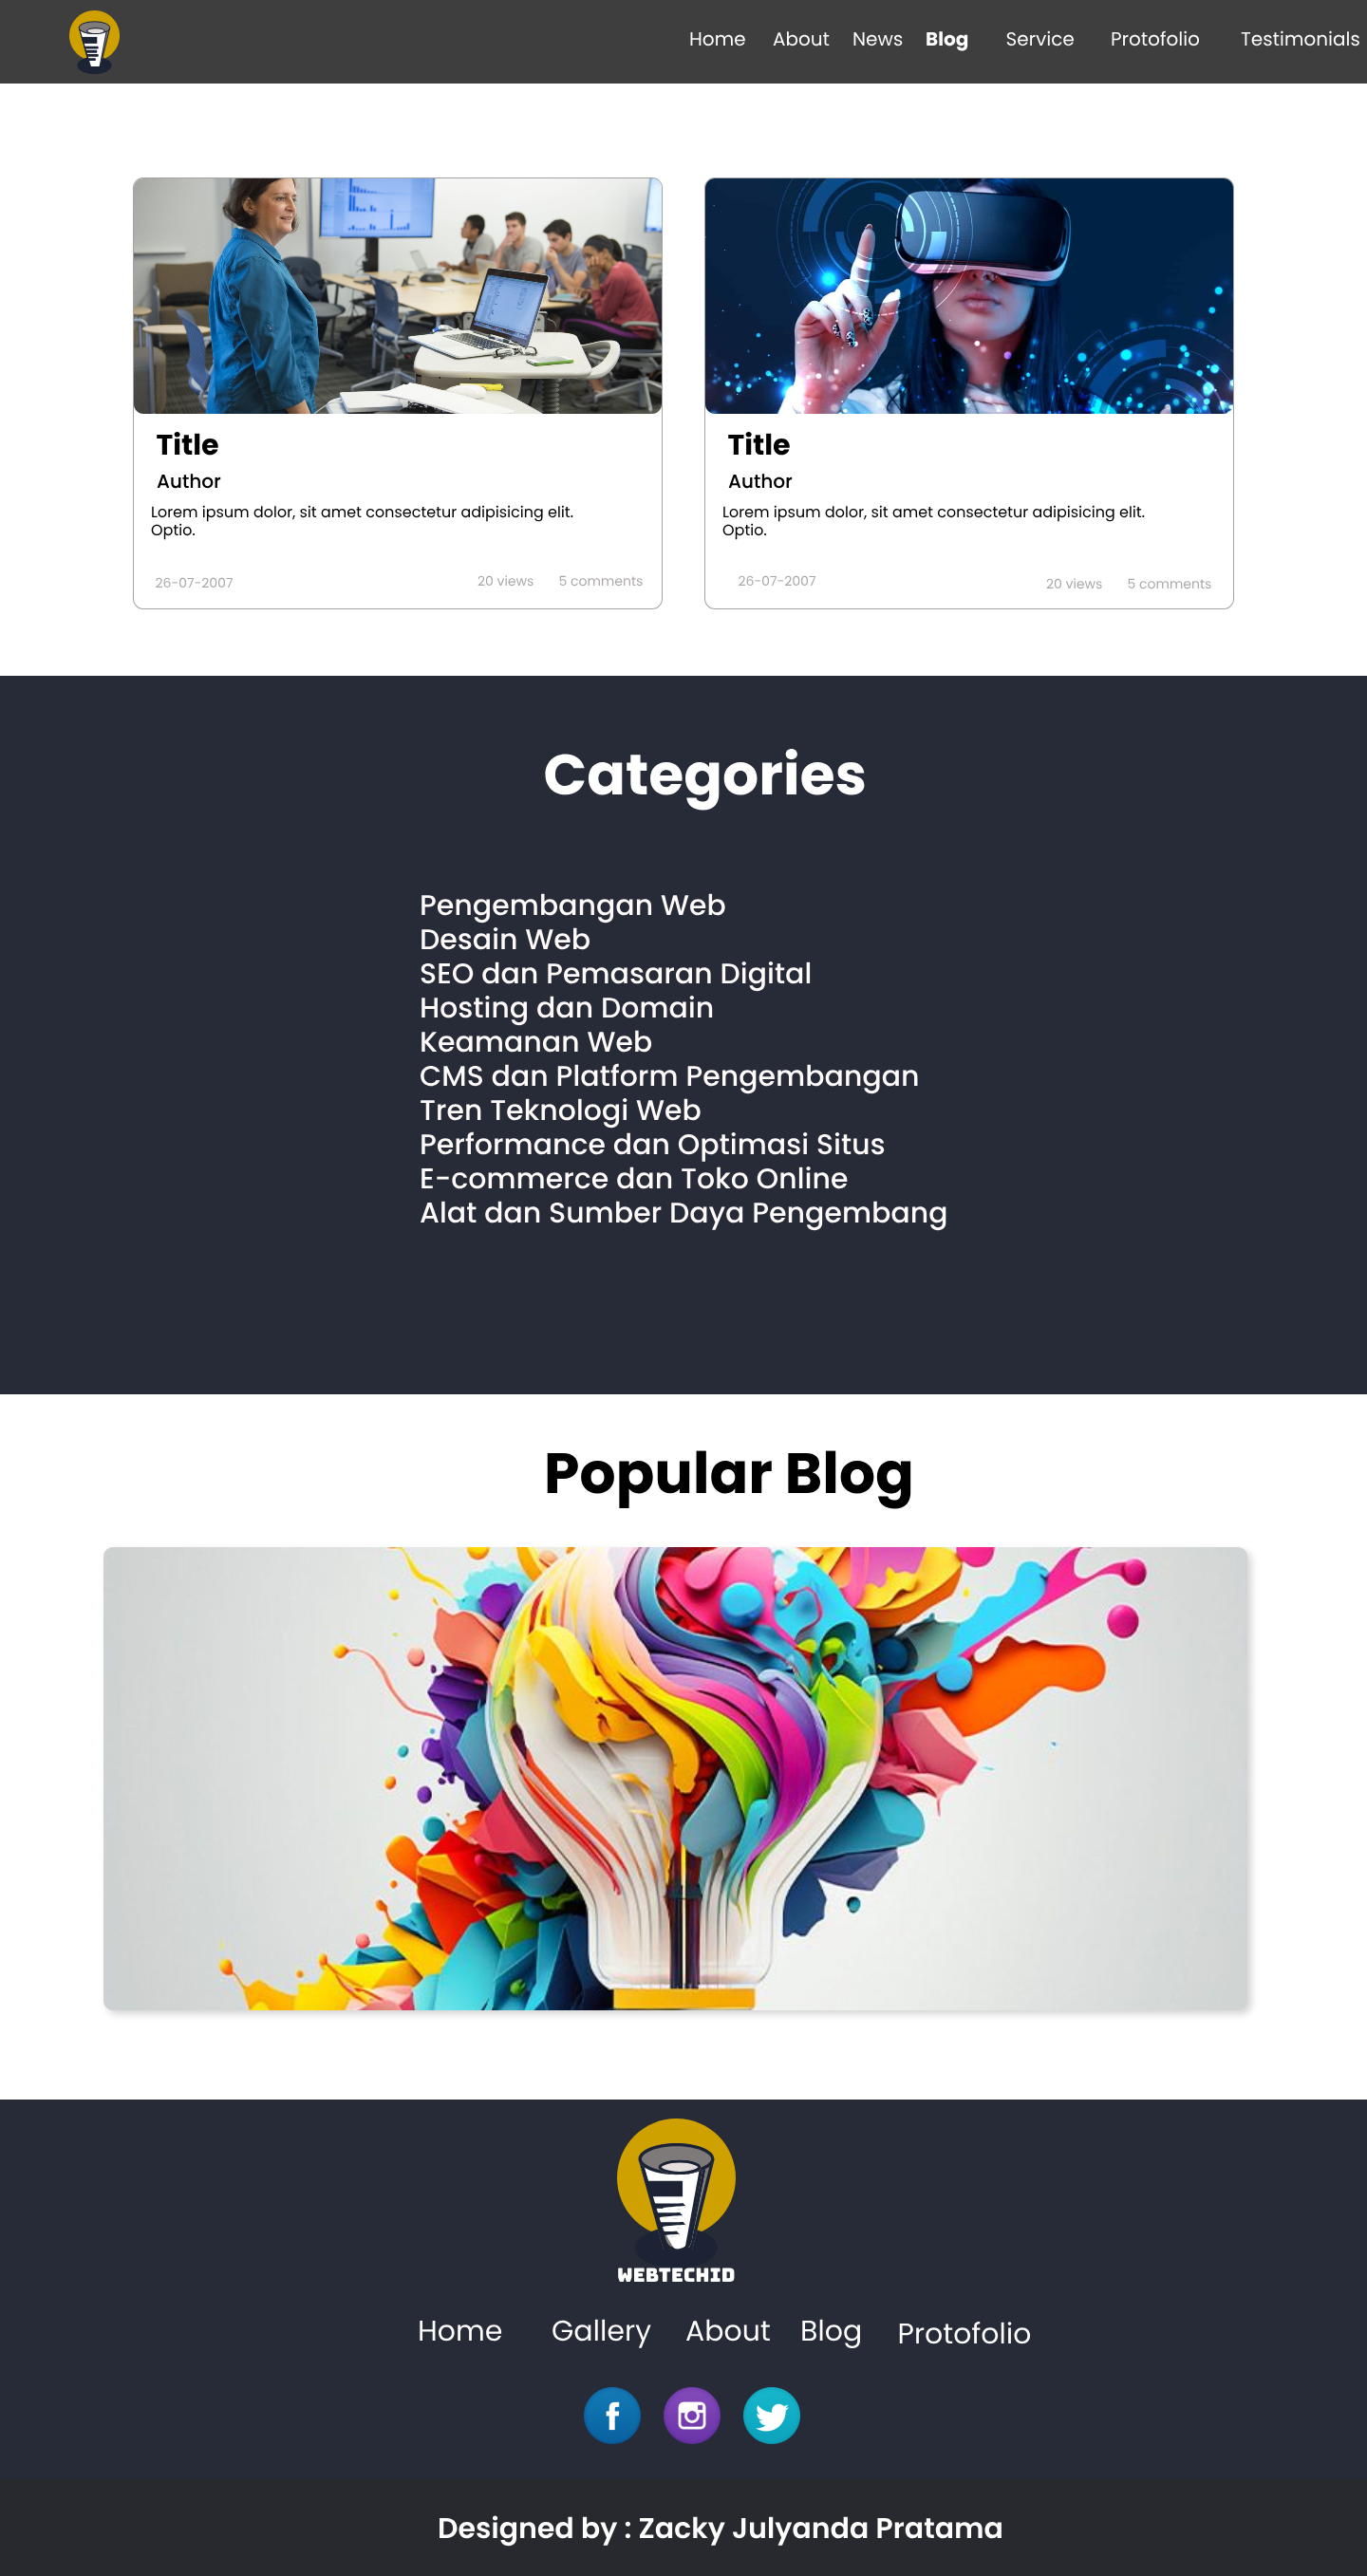 Home About News Blog Service Protofolio Testimonials
Title
Author
Lorem ipsum dolor, sit amet consectetur adipisicing elit.
Optio.
26-07-2007 20 views 5 comments
Title
Author
Lorem ipsum dolor, sit amet consectetur adipisicing elit.
Optio.
26-07-2007 20 views 5 comments
Categories
Pengembangan Web
Desain Web
SEO dan Pemasaran Digital
Hosting dan Domain
Keamanan Web
CMS dan Platform Pengembangan
Tren Teknologi Web
Performance dan Optimasi Situs
E-commerce dan Toko Online
Alat dan Sumber Daya Pengembang
Popular Blog
WEBTECHID
Home Gallery About Blog Protofolio
Designed by : Zacky Julyanda Pratama